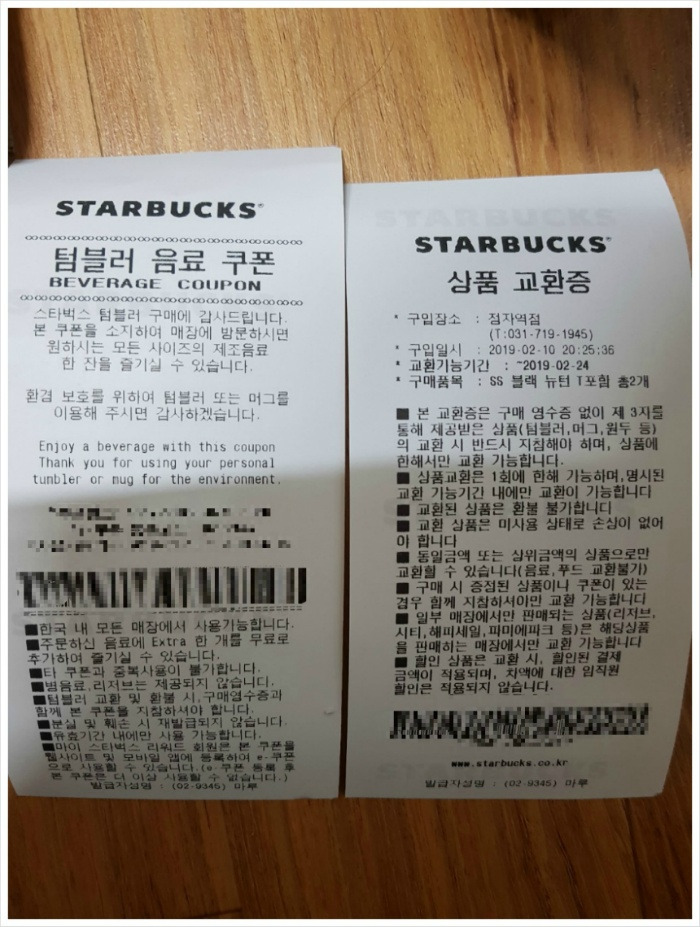 STARBUCKS
텀블러 음료 쿠폰
BEVERAGE COUPON
스타벅스 텀블러 구매에 감사드립니다.
본 쿠폰을 소지하여 매장에 방문하시면
원하시는 모든 사이즈의 제조음료
한 잔을 즐기실 수 있습니다.
환경 보호를 위하여 텀블러 또는 머그를
이용해 주시면 감사하겠습니다.
Enjoy a beverage with this coupon
Thank you for using your personal
tumbler or mug for the environment.
■한국 내 모든 매장에서 사용가능합니다.
■주문하신 음료에 Extra 한 개를 무료로
추가하여 즐기실 수 있습니다.
■타 쿠폰과 중복사용이 불가합니다.
■병음료,리저브는 제공되지 않습니다.
■텀블러 교환 및 환불 시,구매영수증과
함께 본 쿠폰을 지참하셔야 합니다.
■분실 및 훼손 시 재발급되지 않습니다.
■유효기간 내에만 사용 가능합니다.
■마이 스타벅스 리워드 회원은 본 쿠폰을
웹사이트 및 모바일 앱에 등록하여 e-쿠폰
으로 사용할 수 있습니다.(e-쿠폰 등록 후
본 쿠폰은 더 이상 사용할 수 없습니다.)
발급자성명 : (02-9345) 마루
STARBUCKS
상품 교환증
* 구입장소 : 정자역점
(T:031-719-1945)
* 구입일시 : 2019-02-10 20:25:36
* 교환가능기간 : ~2019-02-24
* 구매품목 : SS 블랙 뉴턴 T포함 총2개
■ 본 교환증은 구매 영수증 없이 제 3자를
통해 제공받은 상품(텀블러,머그,원두 등)
의 교환 시 반드시 지참해야 하며, 상품에
한해서만 교환 가능합니다.
■ 상품교환은 1회에 한해 가능하며,명시된
교환 가능기간 내에만 교환이 가능합니다
■ 교환된 상품은 환불 불가합니다
■ 교환 상품은 미사용 상태로 손상이 없어
야 합니다
■ 동일금액 또는 상위금액의 상품으로만
교환할 수 있습니다(음료,푸드 교환불가)
■ 구매 시 증정된 상품이나 쿠폰이 있는
경우 함께 지참하셔야만 교환 가능합니다
■ 일부 매장에서만 판매되는 상품(리저브,
시티,해피세일,파미에파크 등)은 해당상품
을 판매하는 매장에서만 교환 가능합니다
■ 할인 상품은 교환 시, 할인된 결제
금액이 적용되며, 차액에 대한 임직원
할인은 적용되지 않습니다.
www.starbucks.co.kr
발급자성명 : (02-9345) 마루